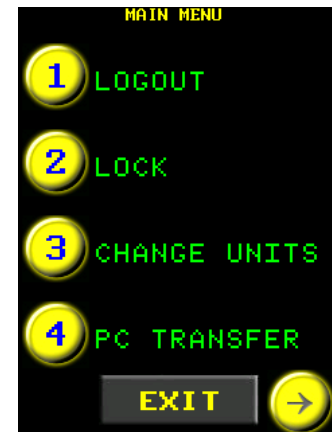 MAIN MENU
1 LOGOUT
2 LOCK
3 CHANGE UNITS
4 PC TRANSFER
EXIT →